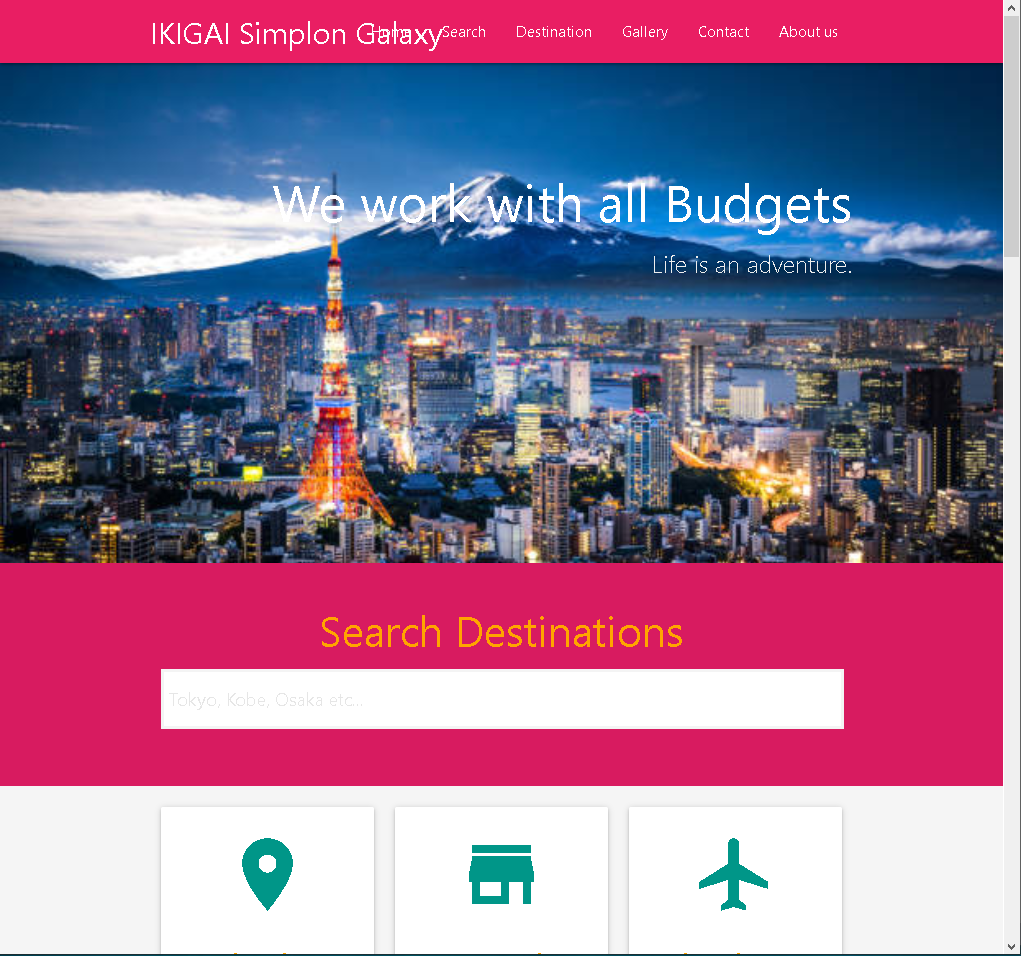 IKIGAI Simplon Galaxy
Home
Search
Destination
Gallery
Contact
About us
We work with all Budgets
Life is an adventure.
Search Destinations
Tokyo, Kobe, Osaka etc...